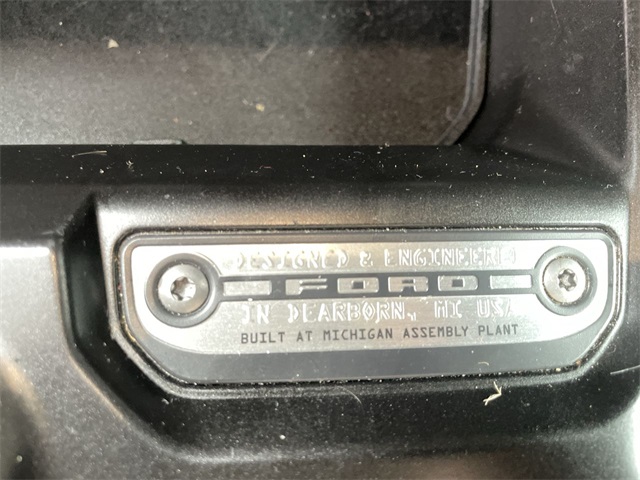 DESIGNED & ENGINEERED
FORD
IN DEARBORN, MI USA
BUILT AT MICHIGAN ASSEMBLY PLANT